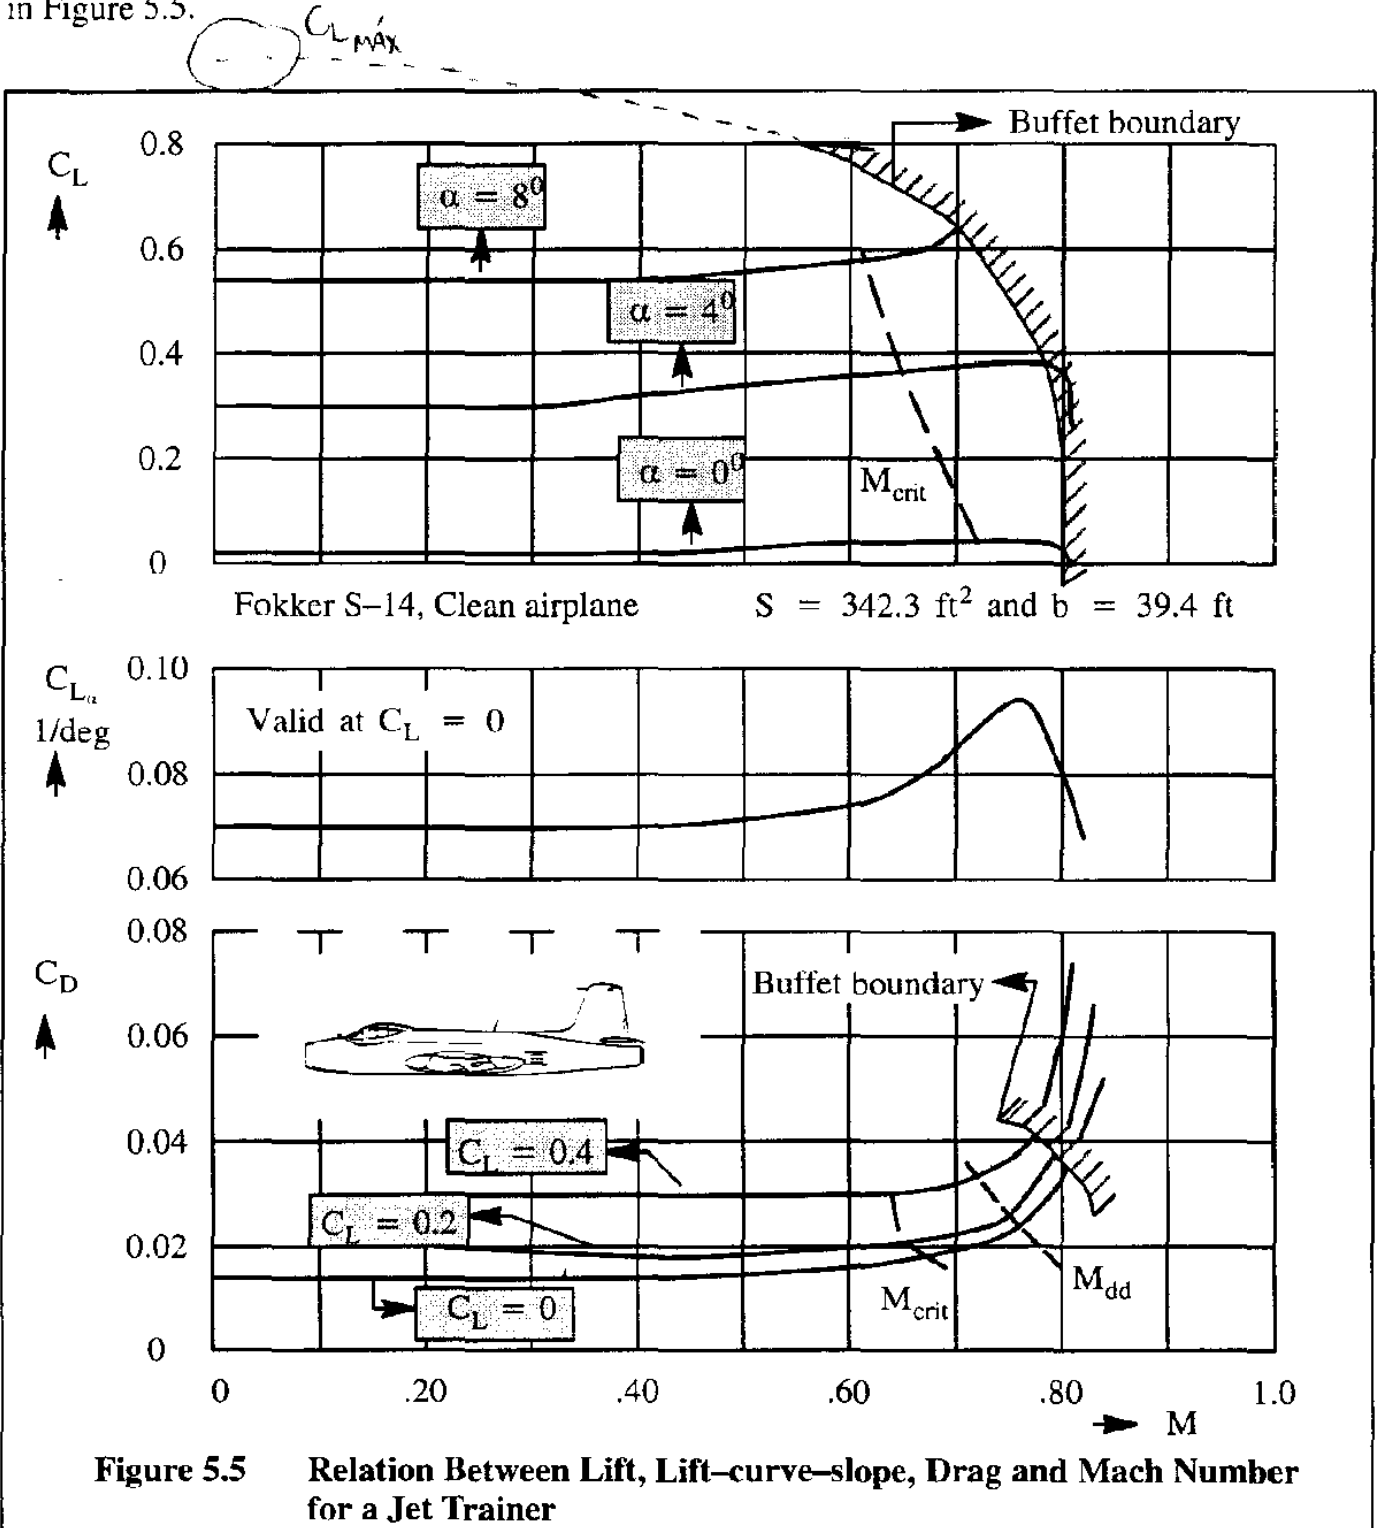 in Figure 5.5.
C_L MÁX
Buffet boundary
0.8
C_L
α = 8⁰
0.6
α = 4⁰
0.4
α = 0⁰
0.2
M_crit
0
Fokker S–14, Clean airplane S = 342.3 ft² and b = 39.4 ft
0.10
C_Lα
1/deg
Valid at C_L = 0
0.08
0.06
0.08
C_D
Buffet boundary
0.06
0.04
C_L = 0.4
C_L = 0.2
0.02
M_dd
M_crit
C_L = 0
0
0 .20 .40 .60 .80 1.0
M
Figure 5.5 Relation Between Lift, Lift–curve–slope, Drag and Mach Number
for a Jet Trainer